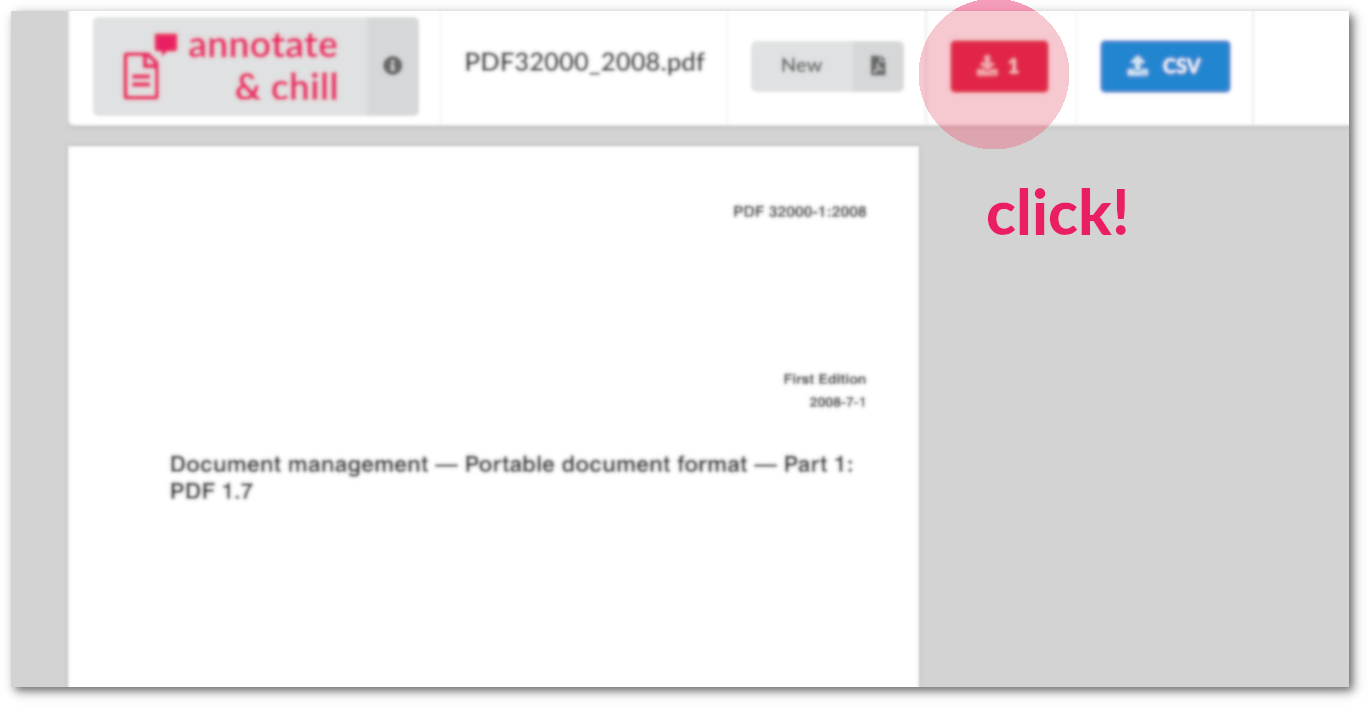 annotate
& chill
PDF32000_2008.pdf
New
1
CSV
click!
PDF 32000-1:2008
First Edition
2008-7-1
Document management — Portable document format — Part 1:
PDF 1.7